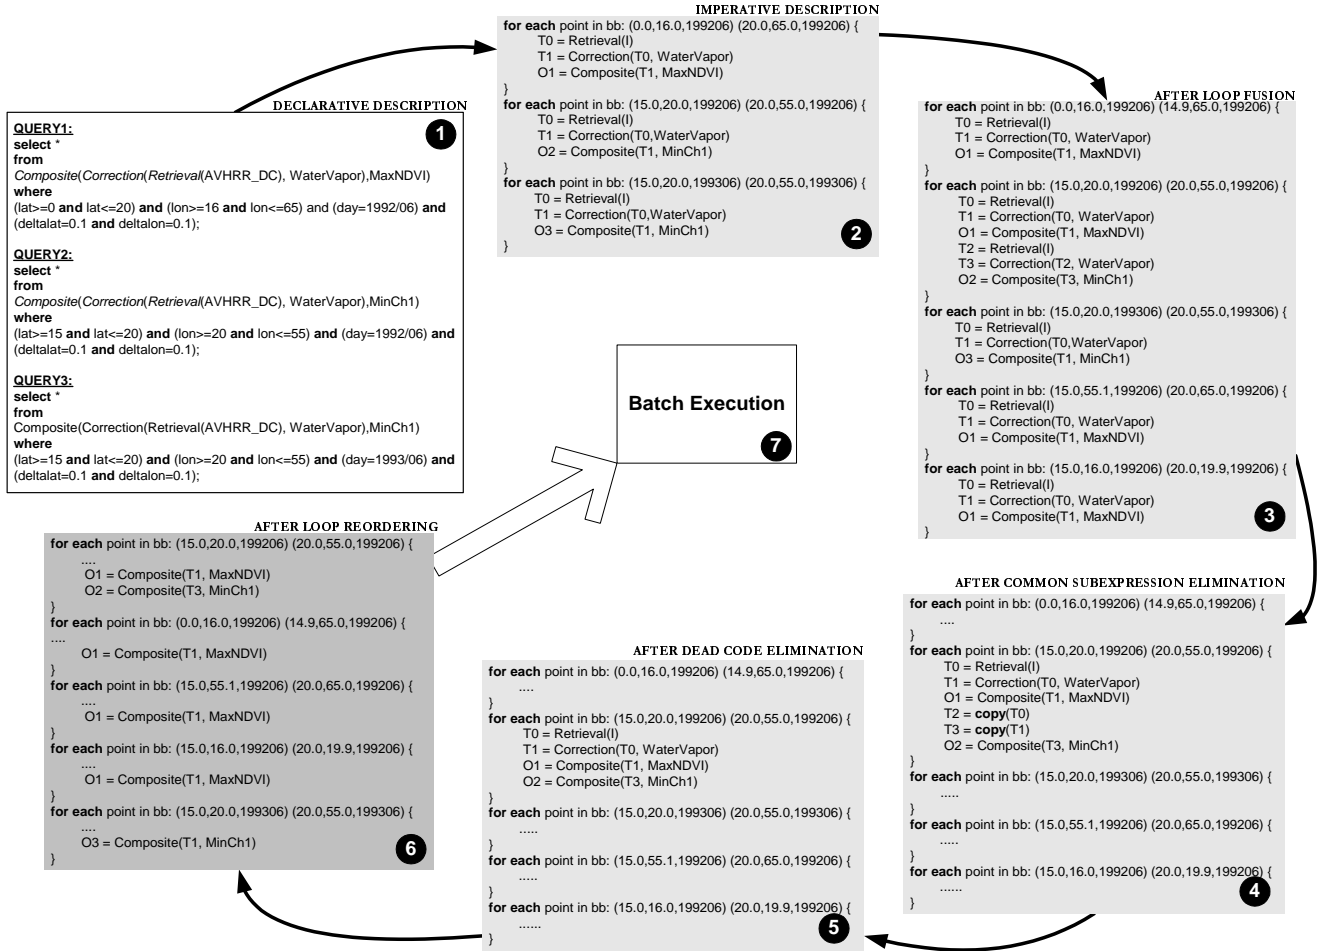 DECLARATIVE DESCRIPTION
QUERY1:
select *
from
Composite(Correction(Retrieval(AVHRR_DC), WaterVapor),MaxNDVI)
where
(lat>=0 and lat<=20) and (lon>=16 and lon<=65) and (day=1992/06) and
(deltalat=0.1 and deltalon=0.1);
QUERY2:
select *
from
Composite(Correction(Retrieval(AVHRR_DC), WaterVapor),MinCh1)
where
(lat>=15 and lat<=20) and (lon>=20 and lon<=55) and (day=1992/06) and
(deltalat=0.1 and deltalon=0.1);
QUERY3:
select *
from
Composite(Correction(Retrieval(AVHRR_DC), WaterVapor),MinCh1)
where
(lat>=15 and lat<=20) and (lon>=20 and lon<=55) and (day=1993/06) and
(deltalat=0.1 and deltalon=0.1);
1
IMPERATIVE DESCRIPTION
for each point in bb: (0.0,16.0,199206) (20.0,65.0,199206) {
T0 = Retrieval(I)
T1 = Correction(T0, WaterVapor)
O1 = Composite(T1, MaxNDVI)
}
for each point in bb: (15.0,20.0,199206) (20.0,55.0,199206) {
T0 = Retrieval(I)
T1 = Correction(T0,WaterVapor)
O2 = Composite(T1, MinCh1)
}
for each point in bb: (15.0,20.0,199306) (20.0,55.0,199306) {
T0 = Retrieval(I)
T1 = Correction(T0,WaterVapor)
O3 = Composite(T1, MinCh1)
}
2
AFTER LOOP FUSION
for each point in bb: (0.0,16.0,199206) (14.9,65.0,199206) {
T0 = Retrieval(I)
T1 = Correction(T0, WaterVapor)
O1 = Composite(T1, MaxNDVI)
}
for each point in bb: (15.0,20.0,199206) (20.0,55.0,199206) {
T0 = Retrieval(I)
T1 = Correction(T0, WaterVapor)
O1 = Composite(T1, MaxNDVI)
T2 = Retrieval(I)
T3 = Correction(T2, WaterVapor)
O2 = Composite(T3, MinCh1)
}
for each point in bb: (15.0,20.0,199306) (20.0,55.0,199306) {
T0 = Retrieval(I)
T1 = Correction(T0,WaterVapor)
O3 = Composite(T1, MinCh1)
}
for each point in bb: (15.0,55.1,199206) (20.0,65.0,199206) {
T0 = Retrieval(I)
T1 = Correction(T0, WaterVapor)
O1 = Composite(T1, MaxNDVI)
}
for each point in bb: (15.0,16.0,199206) (20.0,19.9,199206) {
T0 = Retrieval(I)
T1 = Correction(T0, WaterVapor)
O1 = Composite(T1, MaxNDVI)
}
3
AFTER COMMON SUBEXPRESSION ELIMINATION
for each point in bb: (0.0,16.0,199206) (14.9,65.0,199206) {
....
}
for each point in bb: (15.0,20.0,199206) (20.0,55.0,199206) {
T0 = Retrieval(I)
T1 = Correction(T0, WaterVapor)
O1 = Composite(T1, MaxNDVI)
T2 = copy(T0)
T3 = copy(T1)
O2 = Composite(T3, MinCh1)
}
for each point in bb: (15.0,20.0,199306) (20.0,55.0,199306) {
.....
}
for each point in bb: (15.0,55.1,199206) (20.0,65.0,199206) {
.....
}
for each point in bb: (15.0,16.0,199206) (20.0,19.9,199206) {
......
}
4
AFTER DEAD CODE ELIMINATION
for each point in bb: (0.0,16.0,199206) (14.9,65.0,199206) {
....
}
for each point in bb: (15.0,20.0,199206) (20.0,55.0,199206) {
T0 = Retrieval(I)
T1 = Correction(T0, WaterVapor)
O1 = Composite(T1, MaxNDVI)
O2 = Composite(T3, MinCh1)
}
for each point in bb: (15.0,20.0,199306) (20.0,55.0,199306) {
.....
}
for each point in bb: (15.0,55.1,199206) (20.0,65.0,199206) {
.....
}
for each point in bb: (15.0,16.0,199206) (20.0,19.9,199206) {
......
}
5
AFTER LOOP REORDERING
for each point in bb: (15.0,20.0,199206) (20.0,55.0,199206) {
....
O1 = Composite(T1, MaxNDVI)
O2 = Composite(T3, MinCh1)
}
for each point in bb: (0.0,16.0,199206) (14.9,65.0,199206) {
....
O1 = Composite(T1, MaxNDVI)
}
for each point in bb: (15.0,55.1,199206) (20.0,65.0,199206) {
....
O1 = Composite(T1, MaxNDVI)
}
for each point in bb: (15.0,16.0,199206) (20.0,19.9,199206) {
....
O1 = Composite(T1, MaxNDVI)
}
for each point in bb: (15.0,20.0,199306) (20.0,55.0,199306) {
....
O3 = Composite(T1, MinCh1)
}
6
Batch Execution
7